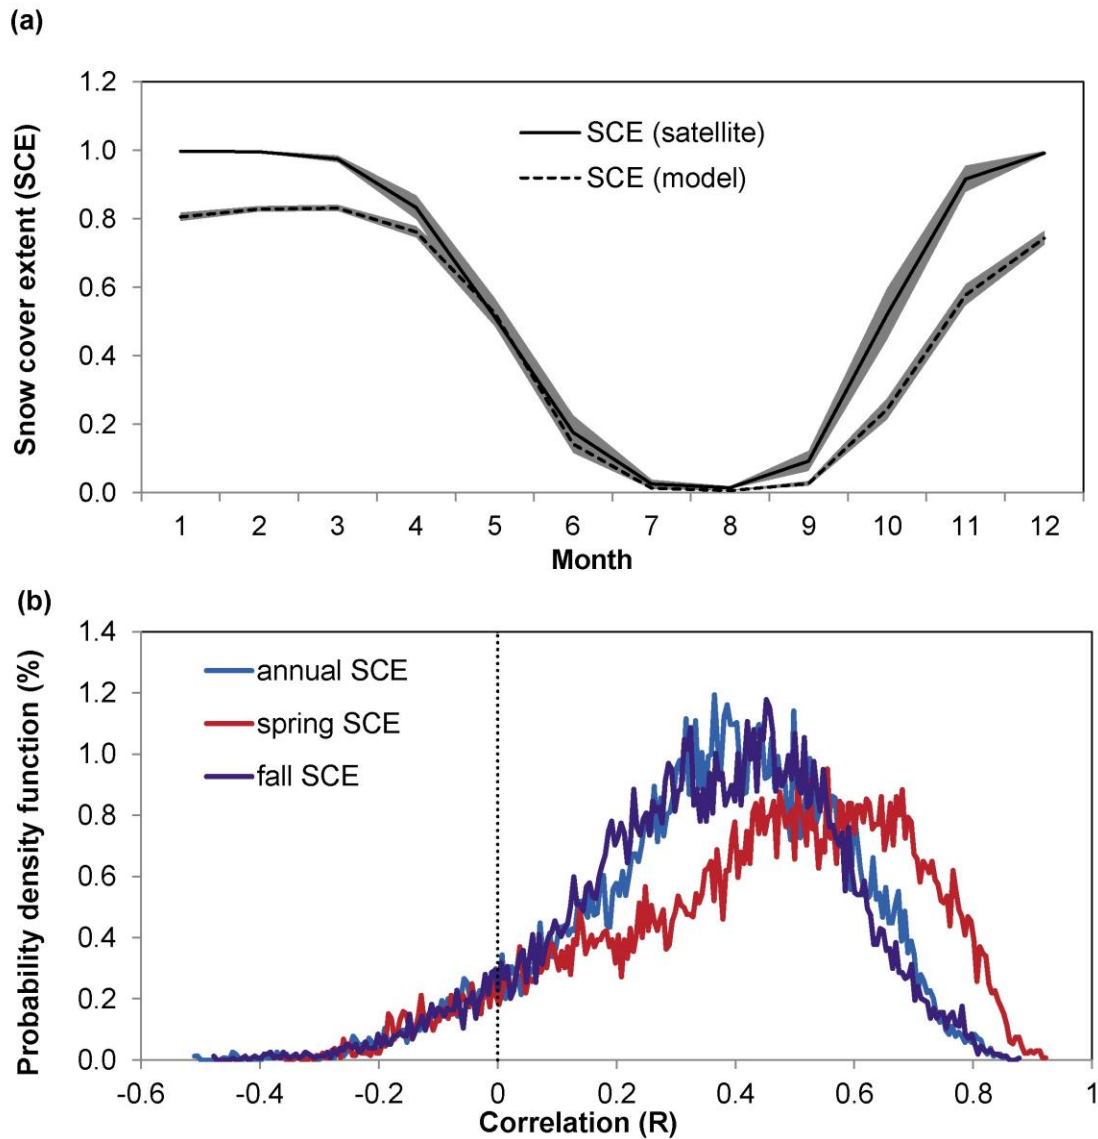 (a)
1.2
1.0
0.8
0.6
0.4
0.2
0.0
Snow cover extent (SCE)
SCE (satellite)
SCE (model)
1 2 3 4 5 6 7 8 9 10 11 12
Month
(b)
1.4
1.2
1.0
0.8
0.6
0.4
0.2
0.0
Probability density function (%)
annual SCE
spring SCE
fall SCE
-0.6 -0.4 -0.2 0 0.2 0.4 0.6 0.8 1
Correlation (R)